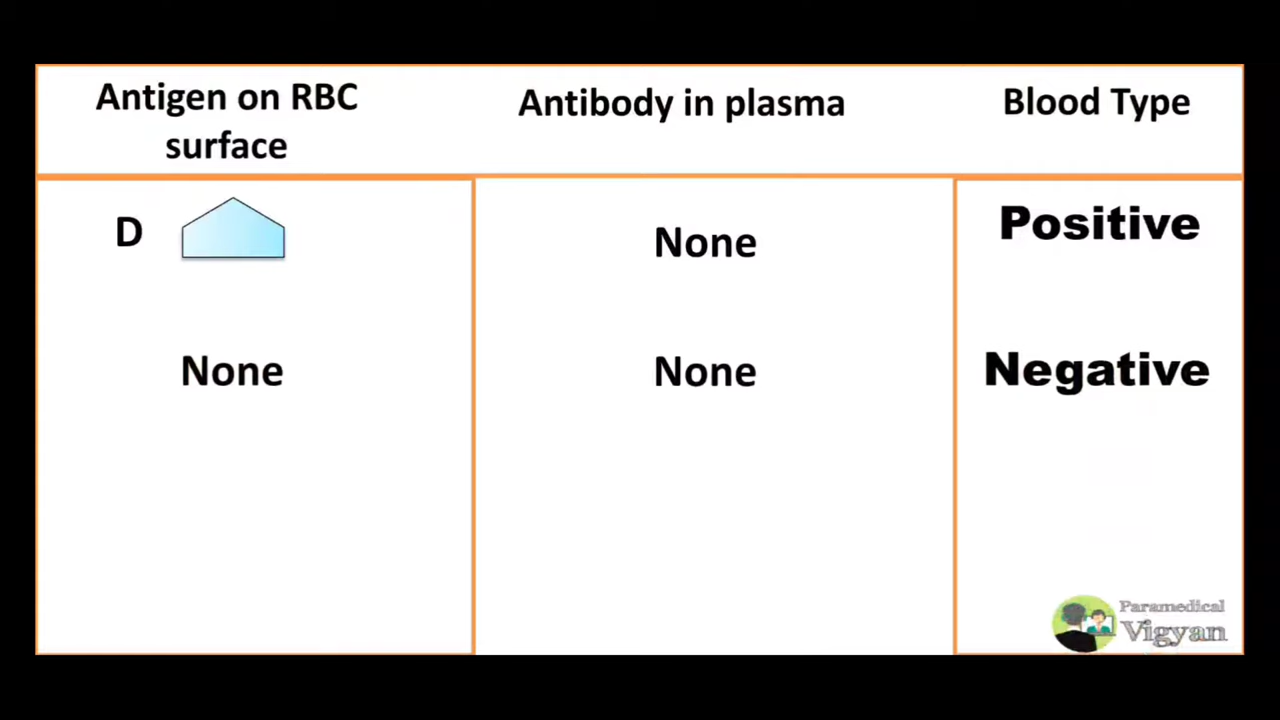 Antigen on RBC
surface
Antibody in plasma
Blood Type
D
None
Positive
None
None
Negative
Paramedical
Vigyan